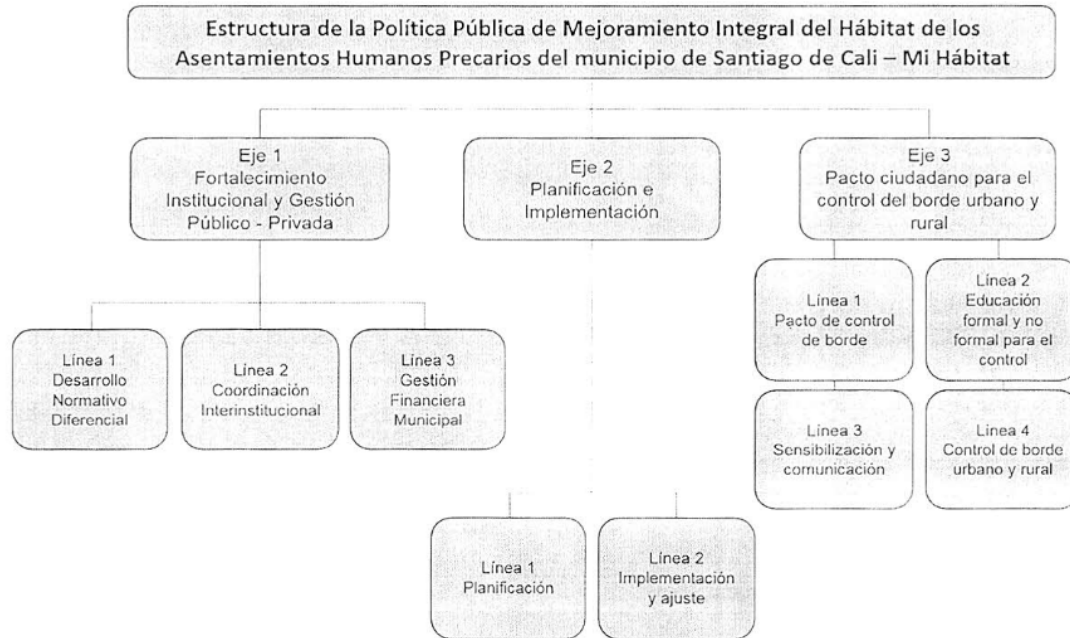 Estructura de la Política Pública de Mejoramiento Integral del Hábitat de los
Asentamientos Humanos Precarios del municipio de Santiago de Cali – Mi Hábitat
Eje 1
Fortalecimiento
Institucional y Gestión
Público - Privada
Eje 2
Planificación e
Implementación
Eje 3
Pacto ciudadano para el
control del borde urbano y
rural
Línea 1
Desarrollo
Normativo
Diferencial
Línea 2
Coordinación
Interinstitucional
Línea 3
Gestión
Financiera
Municipal
Línea 1
Pacto de control
de borde
Línea 2
Educación
formal y no
formal para el
control
Línea 3
Sensibilización y
comunicación
Línea 4
Control de borde
urbano y rural
Línea 1
Planificación
Línea 2
Implementación
y ajuste